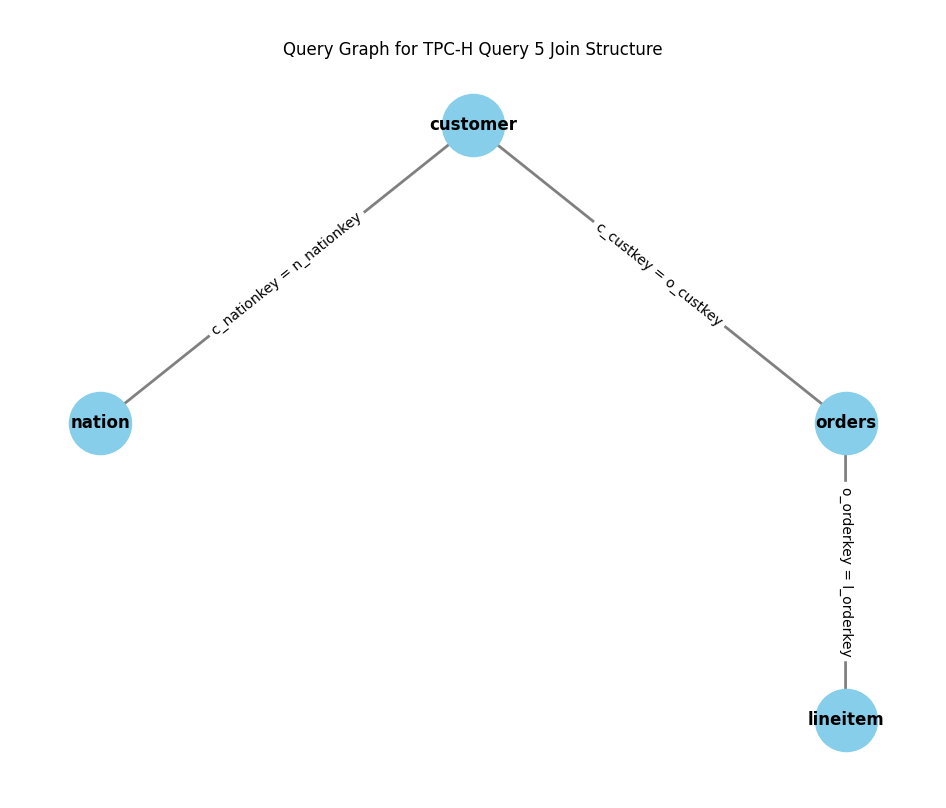 Query Graph for TPC-H Query 5 Join Structure
customer
c_nationkey = n_nationkey
c_custkey = o_custkey
nation
orders
o_orderkey = l_orderkey
lineitem